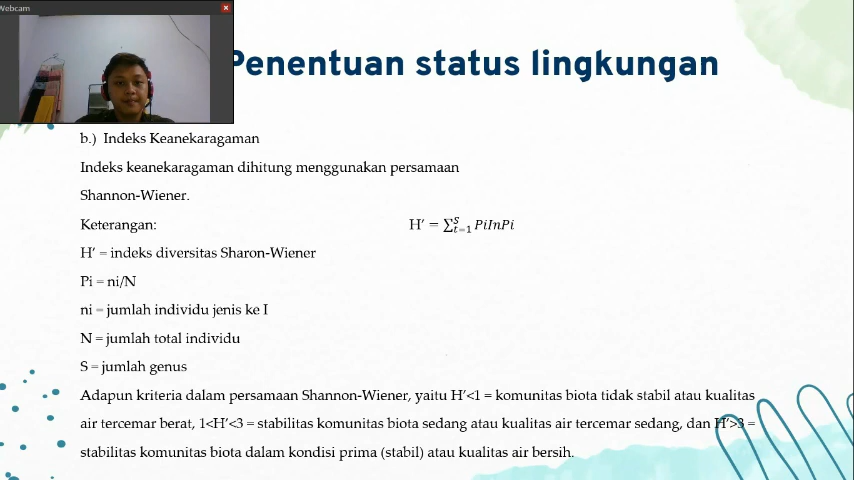 Webcam
Penentuan status lingkungan
b.) Indeks Keanekaragaman
Indeks keanekaragaman dihitung menggunakan persamaan
Shannon-Wiener.
Keterangan:
H′ = ∑ᵗ₌₁ˢ PiInPi
H′ = indeks diversitas Sharon-Wiener
Pi = ni/N
ni = jumlah individu jenis ke I
N = jumlah total individu
S = jumlah genus
Adapun kriteria dalam persamaan Shannon-Wiener, yaitu H′<1 = komunitas biota tidak stabil atau kualitas
air tercemar berat, 1<H′<3 = stabilitas komunitas biota sedang atau kualitas air tercemar sedang, dan H′>3 =
stabilitas komunitas biota dalam kondisi prima (stabil) atau kualitas air bersih.